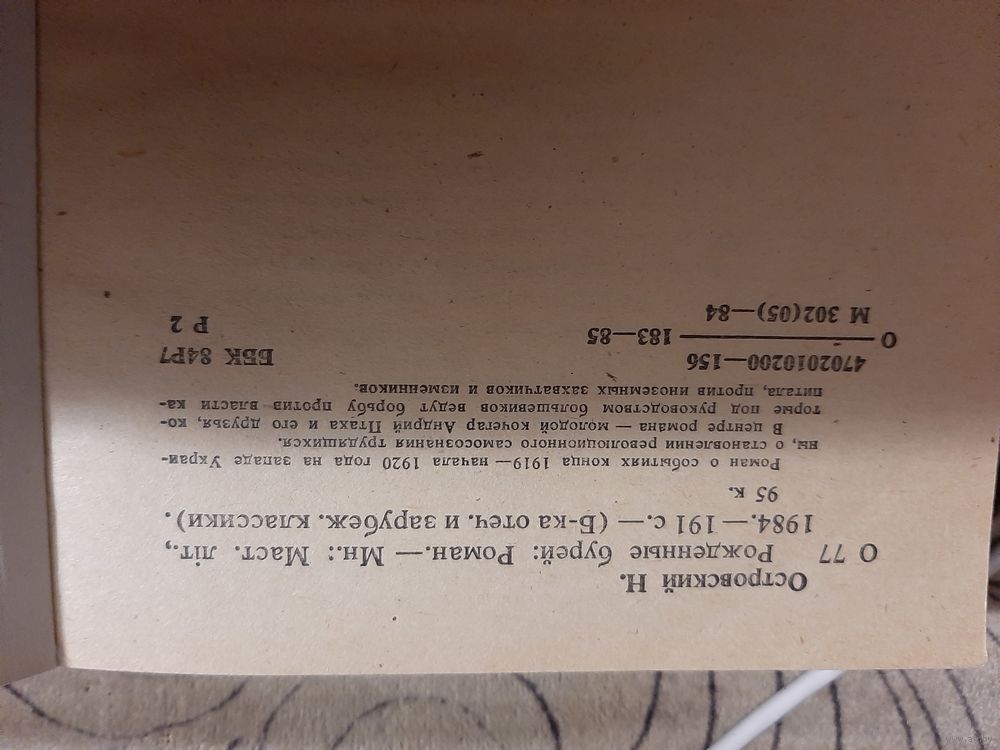 Островский Н.
О 77 Рожденные бурей: Роман.— Мн.: Маст. літ.,
1984.— 191 с.— (Б-ка отеч. и зарубеж. классики).
95 к.
Роман о событиях конца 1919— начала 1920 года на западе Украи-
ны, о становлении революционного самосознания трудящихся.
В центре романа — молодой кочегар Андрий Птаха и его друзья, ко-
торые под руководством большевиков ведут борьбу против власти ка-
питала, против иноземных захватчиков и изменников.
4702010200—156
О ——— 183—85
М 302(05)—84
ББК 84Р7
Р 2